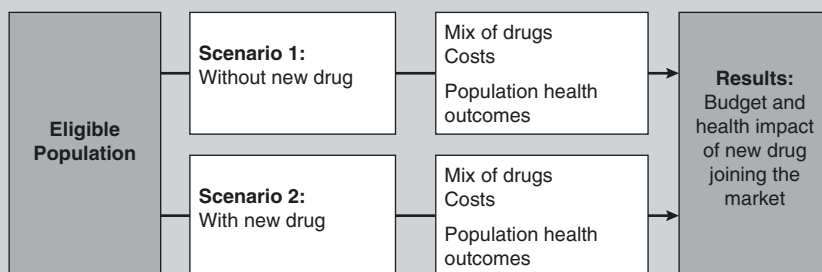 Eligible
Population
Scenario 1:
Without new drug
Mix of drugs
Costs
Population health
outcomes
Scenario 2:
With new drug
Mix of drugs
Costs
Population health
outcomes
Results:
Budget and
health impact
of new drug
joining the
market